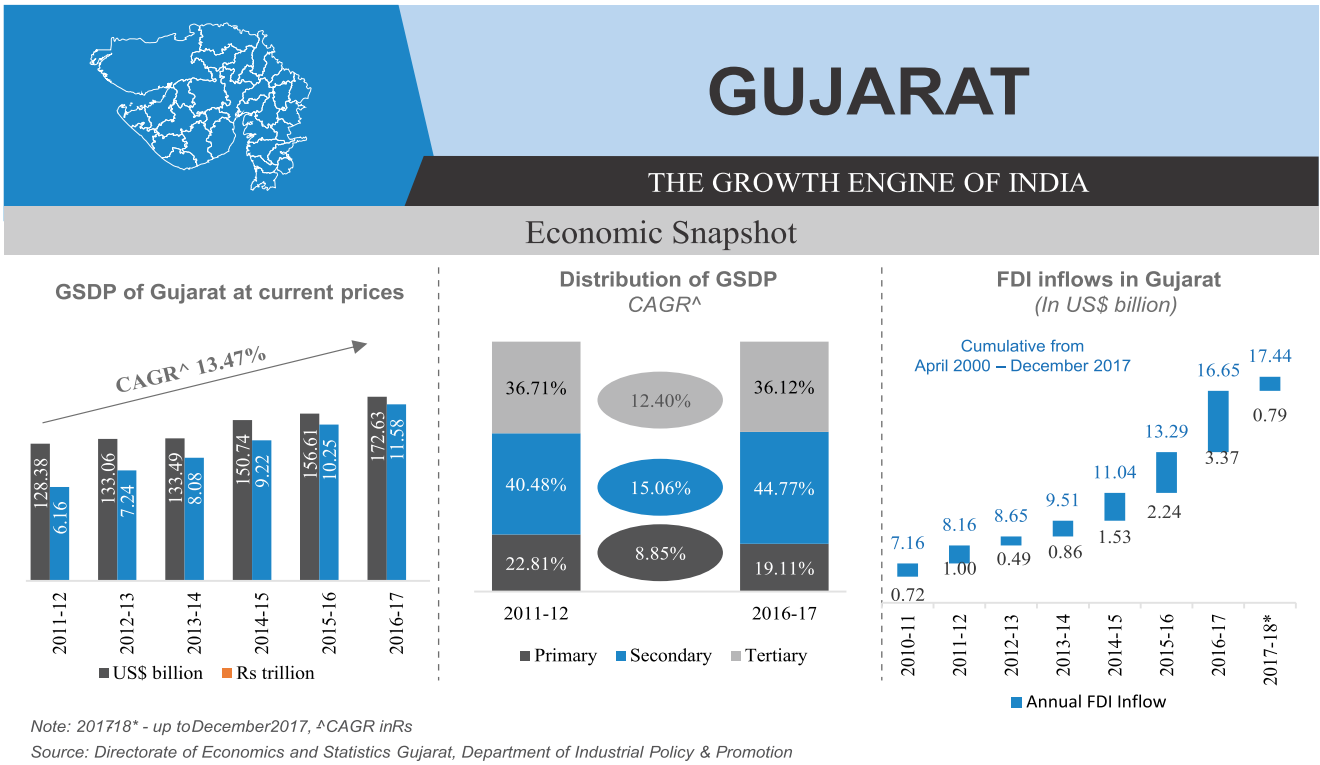 GUJARAT
THE GROWTH ENGINE OF INDIA
Economic Snapshot
GSDP of Gujarat at current prices
CAGR^ 13.47%
128.38
6.16
133.06
7.24
133.49
8.08
150.74
9.22
156.61
10.25
172.63
11.58
2011-12
2012-13
2013-14
2014-15
2015-16
2016-17
US$ billion
Rs trillion
Distribution of GSDP
CAGR^
36.71%
12.40%
36.12%
40.48%
15.06%
44.77%
22.81%
8.85%
19.11%
2011-12
2016-17
Primary
Secondary
Tertiary
FDI inflows in Gujarat
(In US$ billion)
Cumulative from
April 2000 – December 2017
7.16
0.72
8.16
1.00
8.65
0.49
9.51
0.86
11.04
1.53
13.29
2.24
16.65
3.37
17.44
0.79
2010-11
2011-12
2012-13
2013-14
2014-15
2015-16
2016-17
2017-18*
Annual FDI Inflow
Note: 2017-18* - up to December 2017, -^CAGR in Rs
Source: Directorate of Economics and Statistics Gujarat, Department of Industrial Policy & Promotion